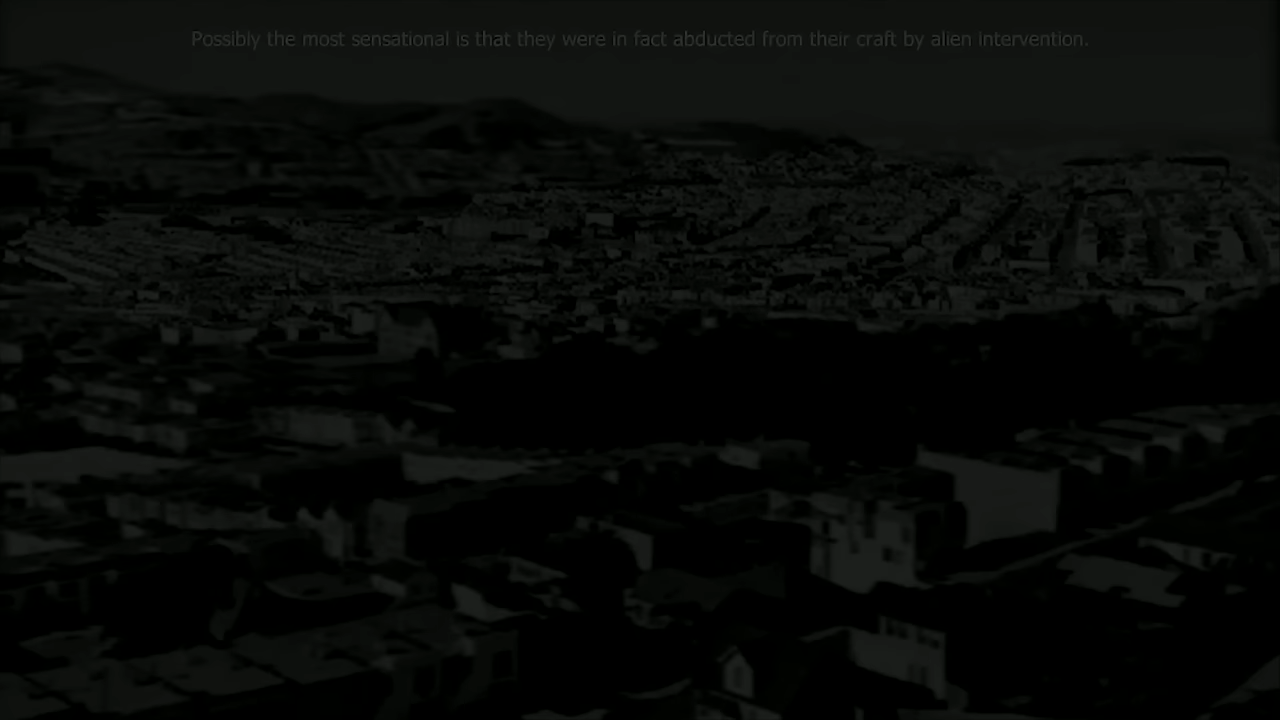 Possibly the most sensational is that they were in fact abducted from their craft by alien intervention.